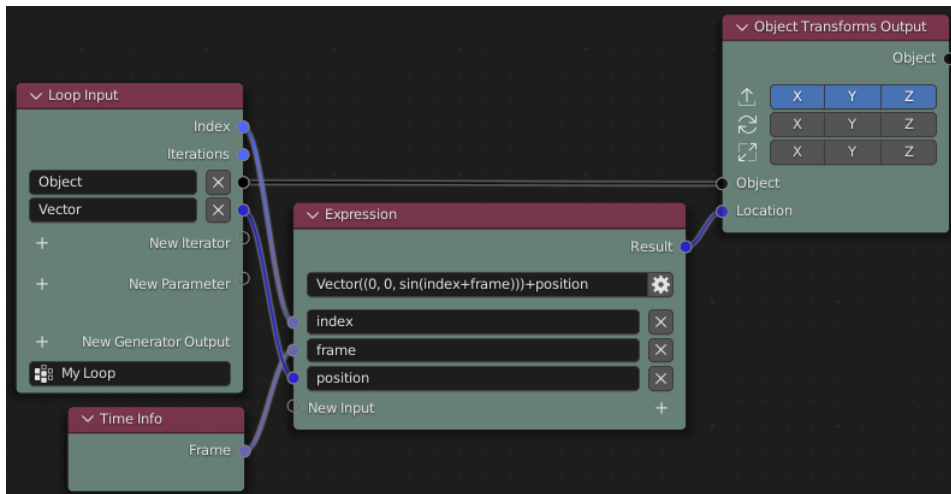 Loop Input
Index
Iterations
Object
Vector
New Iterator
New Parameter
New Generator Output
My Loop
Time Info
Frame
Expression
Result
Vector((0, 0, sin(index+frame)))+position
index
frame
position
New Input
Object Transforms Output
Object
X Y Z
X Y Z
X Y Z
Object
Location